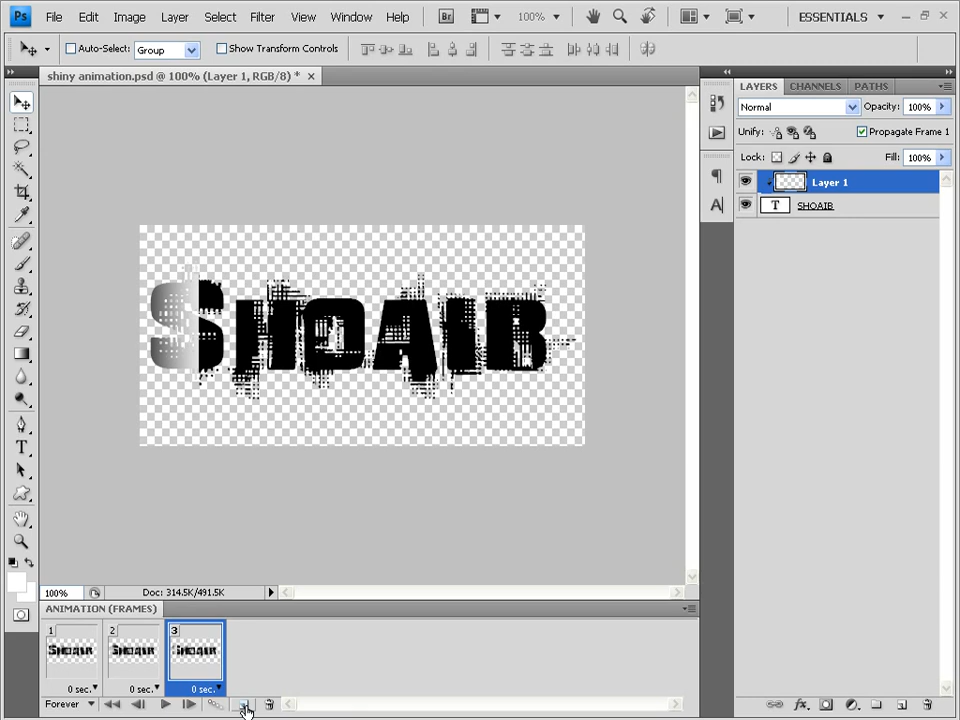 Ps File Edit Image Layer Select Filter View Window Help Br 100% ESSENTIALS
Auto-Select: Group Show Transform Controls
shiny animation.psd @ 100% (Layer 1, RGB/8) *
LAYERS CHANNELS PATHS
Normal Opacity: 100%
Unify: Propagate Frame 1
Lock: Fill: 100%
Layer 1
T SHOAIB
SHOAIB
100% Doc: 314.5K/491.5K
ANIMATION (FRAMES)
1 2 3
SHOAIB SHOAIB SHOAIB
0 sec. 0 sec. 0 sec.
Forever